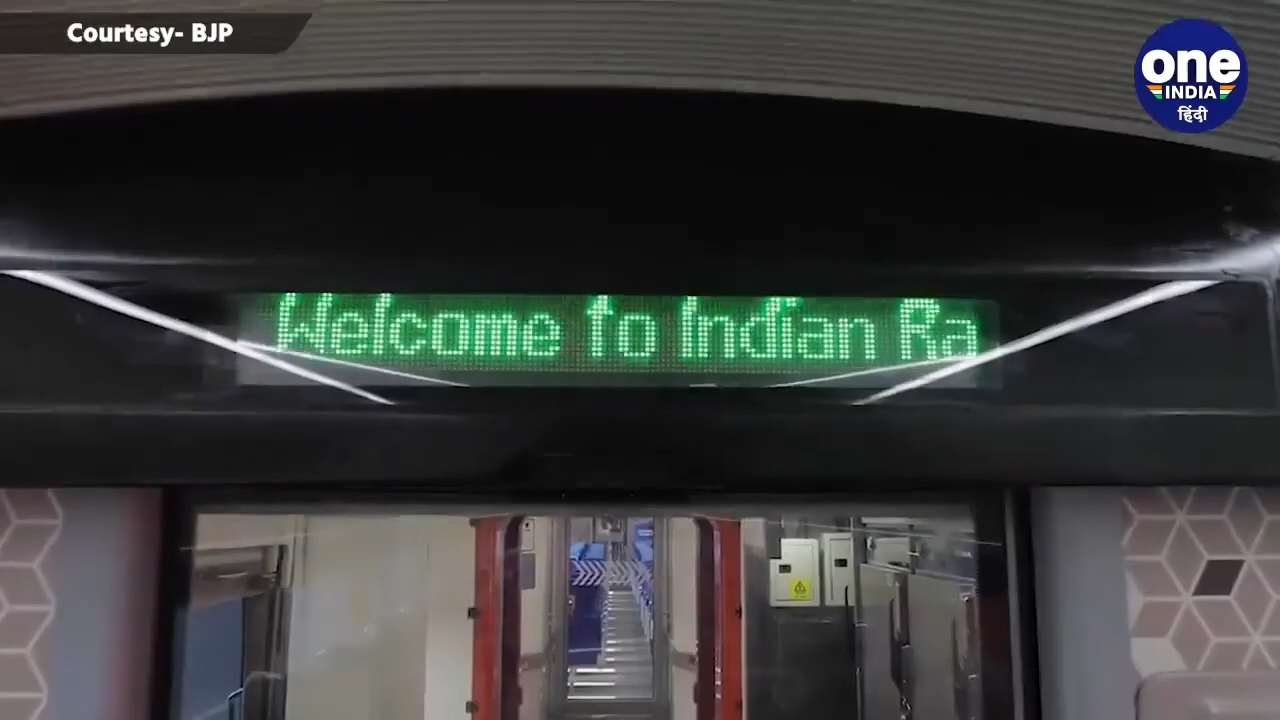 Courtesy- BJP
one
INDIA
हिंदी
Welcome to Indian Ra